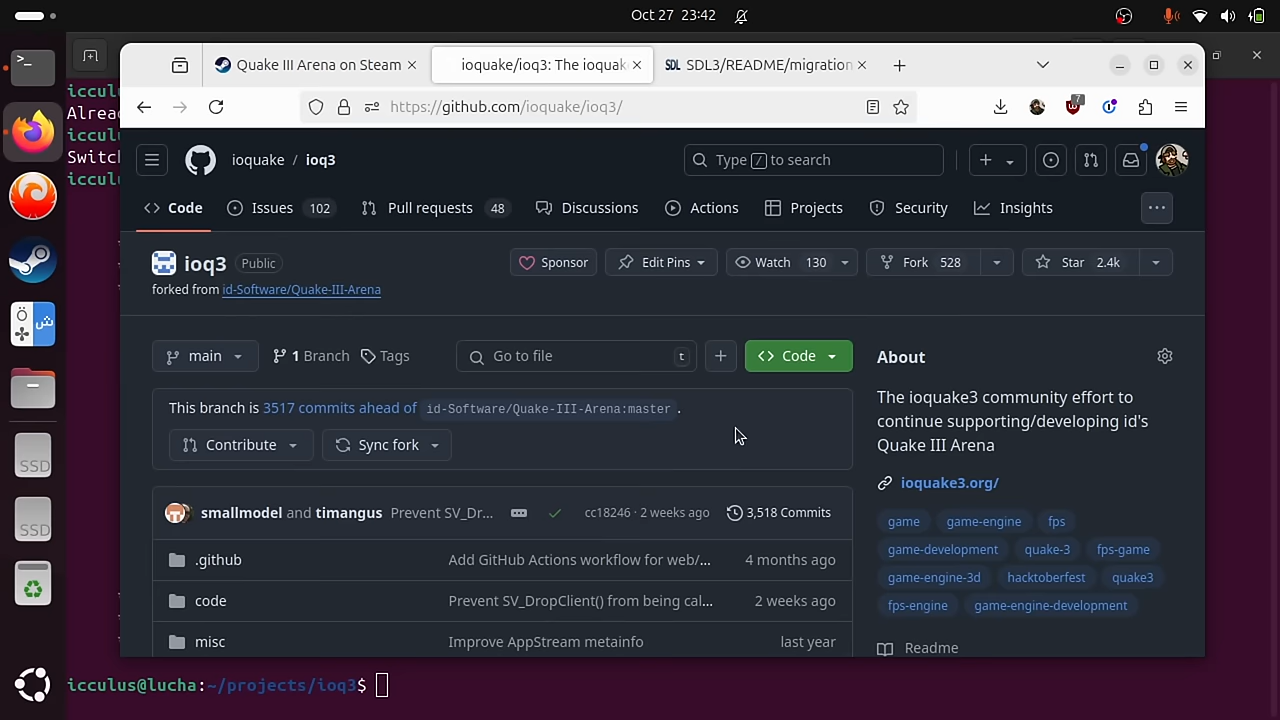 Oct 27 23:42
Quake III Arena on Steam
ioquake/ioq3: The ioquak
SDL SDL3/README/migration
https://github.com/ioquake/ioq3/
7
ioquake / ioq3
Type / to search
Code
Issues 102
Pull requests 48
Discussions
Actions
Projects
Security
Insights
ioq3 Public
Sponsor
Edit Pins
Watch 130
Fork 528
Star 2.4k
forked from id-Software/Quake-III-Arena
main
1 Branch
Tags
Go to file t
Code
About
This branch is 3517 commits ahead of id-Software/Quake-III-Arena:master .
Contribute
Sync fork
The ioquake3 community effort to
continue supporting/developing id's
Quake III Arena
ioquake3.org/
smallmodel and timangus Prevent SV_Dr... cc18246 · 2 weeks ago 3,518 Commits
.github Add GitHub Actions workflow for web/... 4 months ago
code Prevent SV_DropClient() from being cal... 2 weeks ago
misc Improve AppStream metainfo last year
game game-engine fps
game-development quake-3 fps-game
game-engine-3d hacktoberfest quake3
fps-engine game-engine-development
Readme
iccul
Alrea
iccul
Switc
iccul
SSD
SSD
icculus@lucha:~/projects/ioq3$